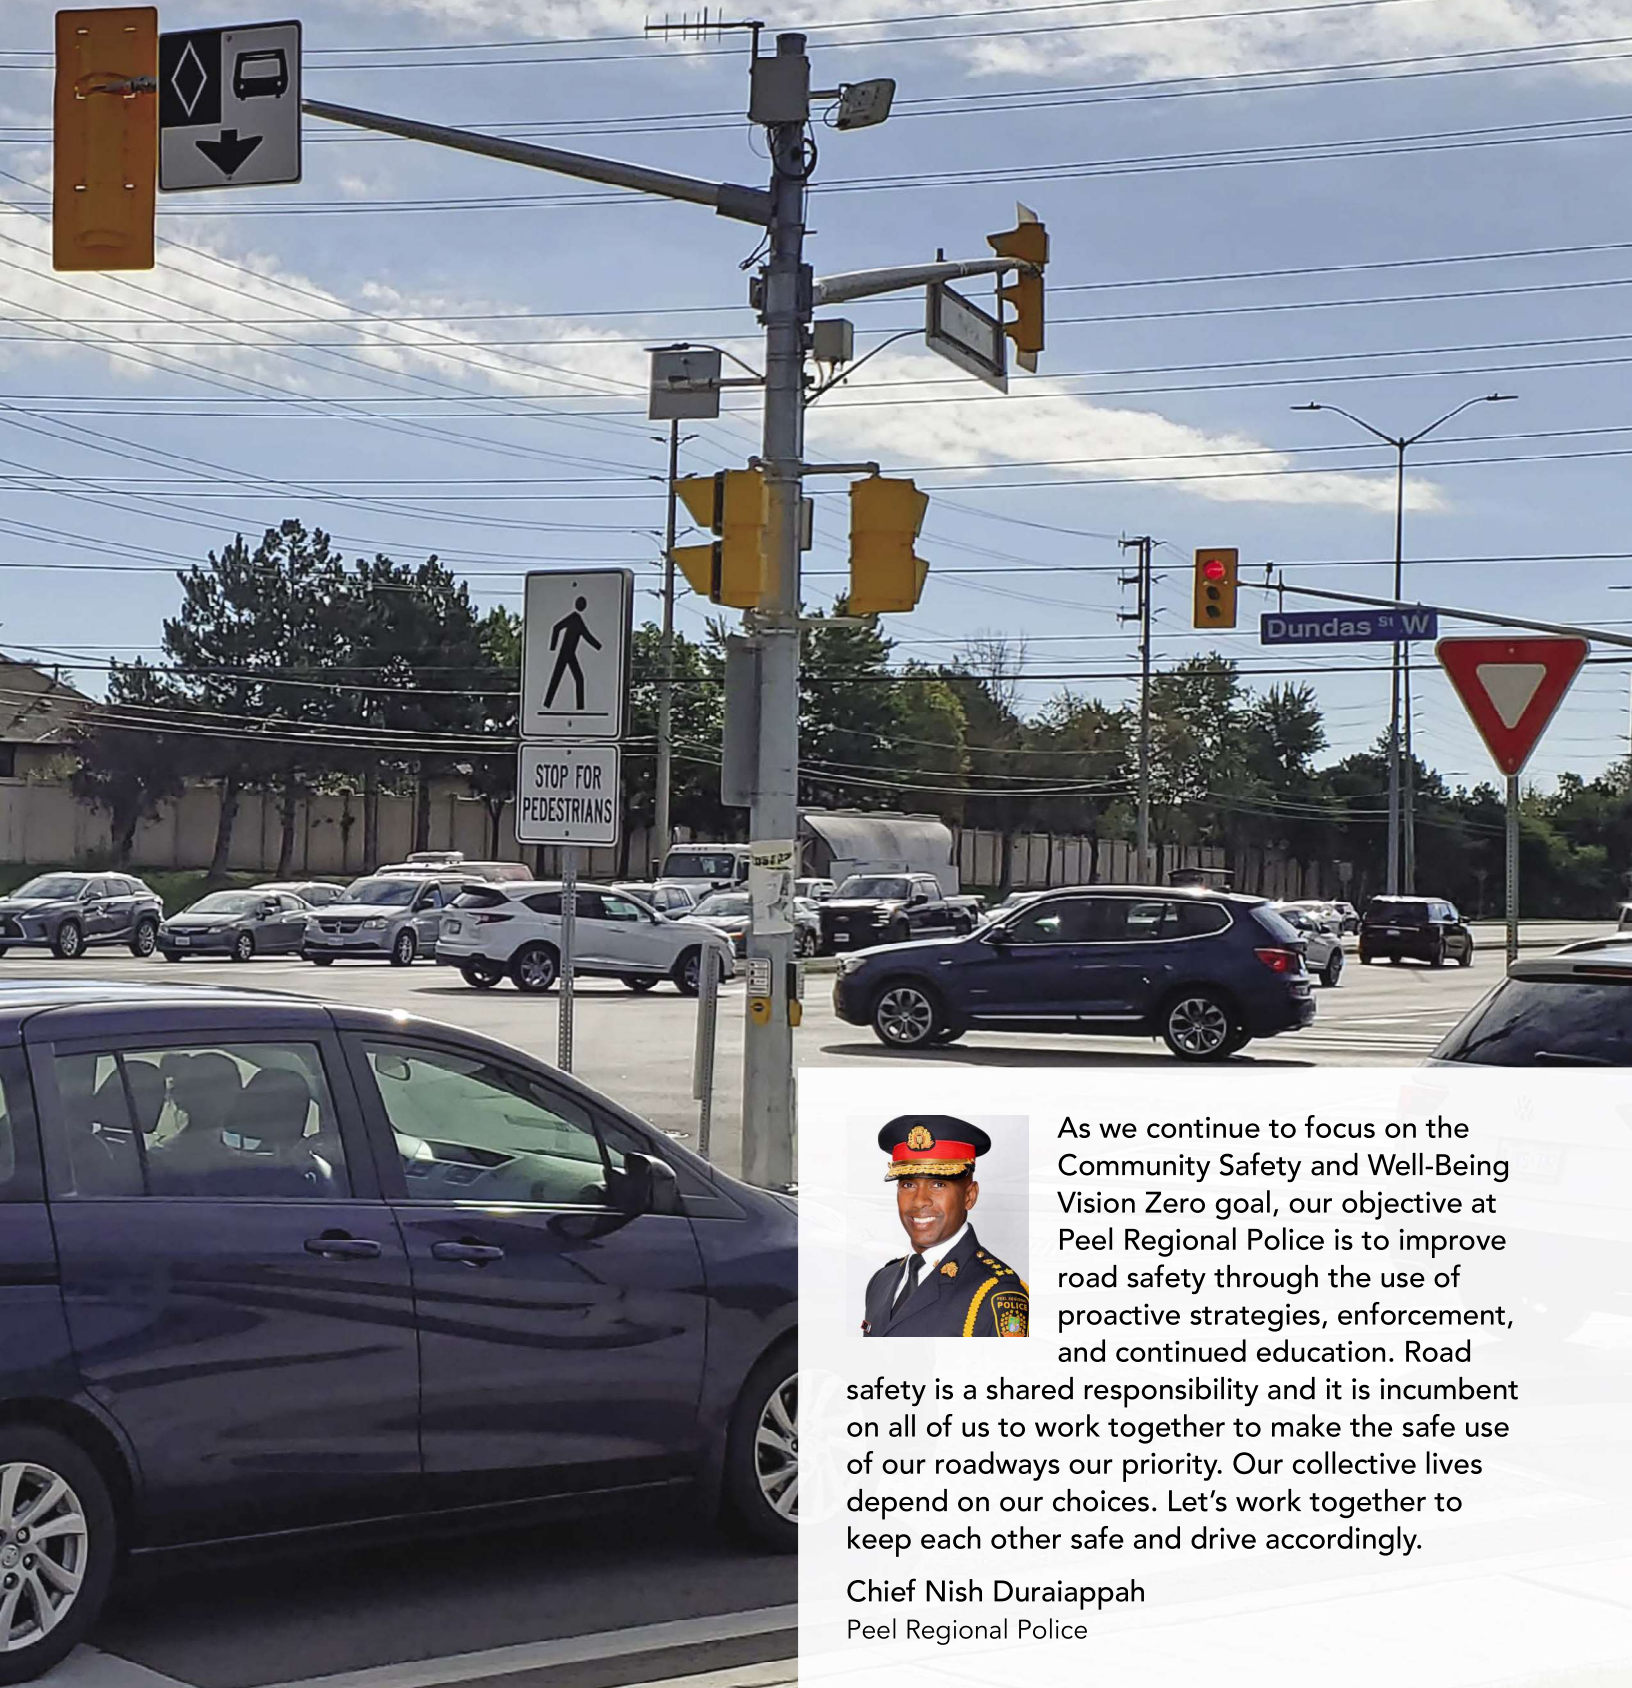 STOP FOR
PEDESTRIANS
Dundas St W
As we continue to focus on the
Community Safety and Well-Being
Vision Zero goal, our objective at
Peel Regional Police is to improve
road safety through the use of
proactive strategies, enforcement,
and continued education. Road
safety is a shared responsibility and it is incumbent
on all of us to work together to make the safe use
of our roadways our priority. Our collective lives
depend on our choices. Let's work together to
keep each other safe and drive accordingly.
Chief Nish Duraiappah
Peel Regional Police
POLICE